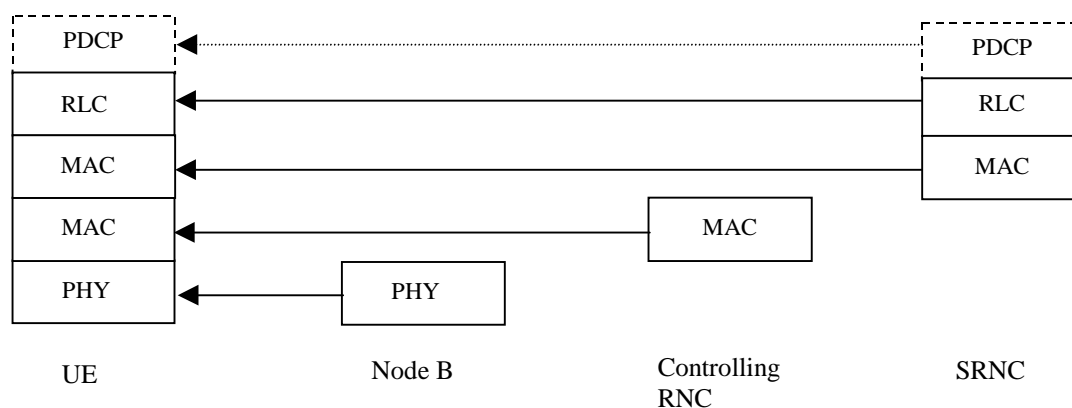 PDCP
PDCP
RLC
RLC
MAC
MAC
MAC
MAC
PHY
PHY
UE
Node B
Controlling
RNC
SRNC